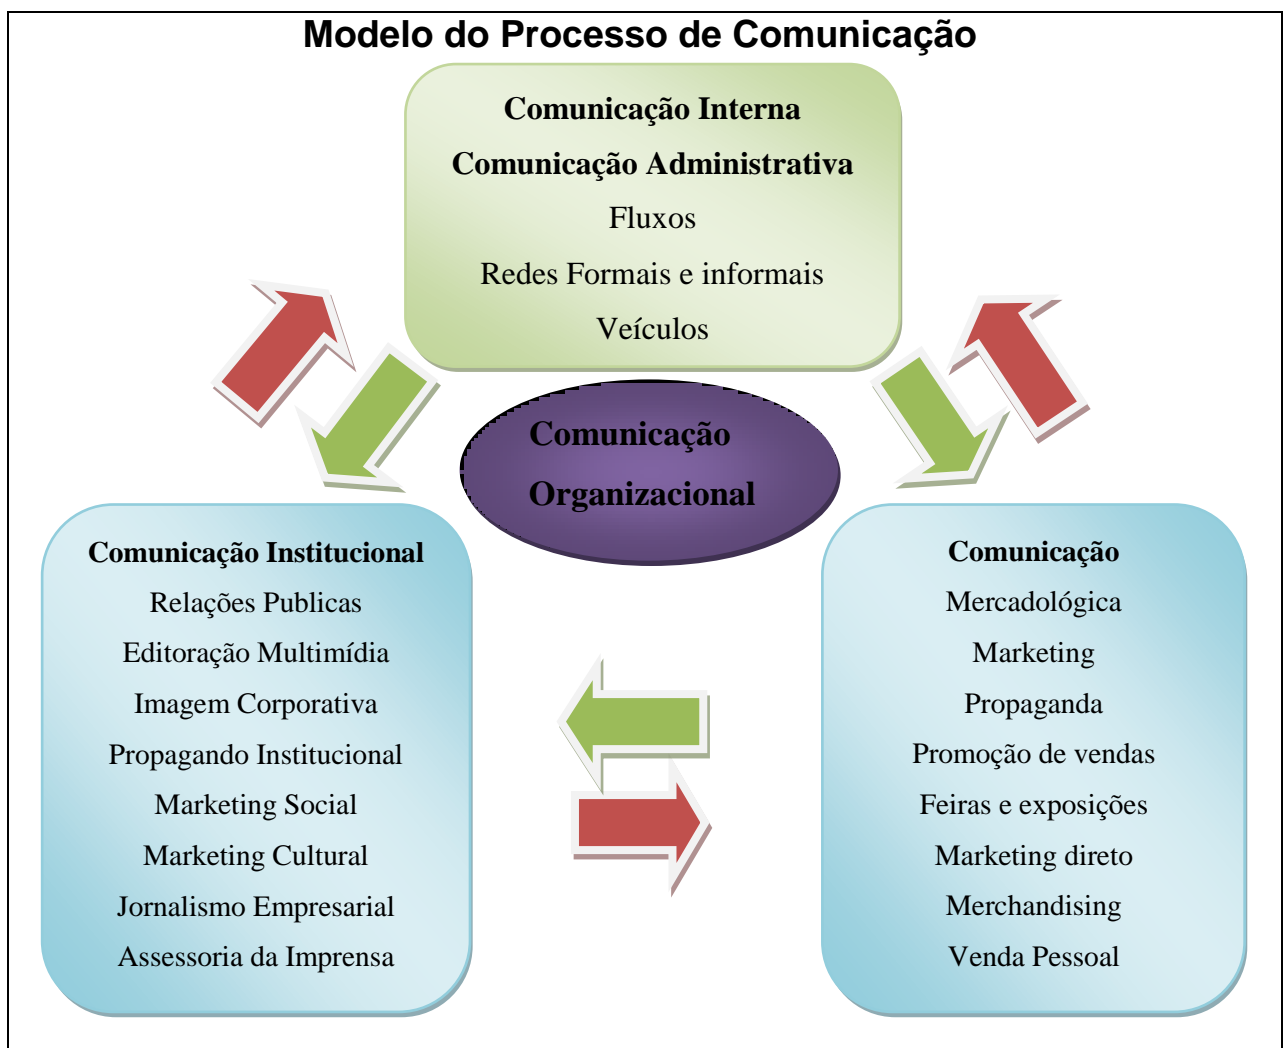 Modelo do Processo de Comunicação
Comunicação Interna
Comunicação Administrativa
Fluxos
Redes Formais e informais
Veículos
Comunicação
Organizacional
Comunicação Institucional
Relações Publicas
Editoração Multimídia
Imagem Corporativa
Propagando Institucional
Marketing Social
Marketing Cultural
Jornalismo Empresarial
Assessoria da Imprensa
Comunicação
Mercadológica
Marketing
Propaganda
Promoção de vendas
Feiras e exposições
Marketing direto
Merchandising
Venda Pessoal